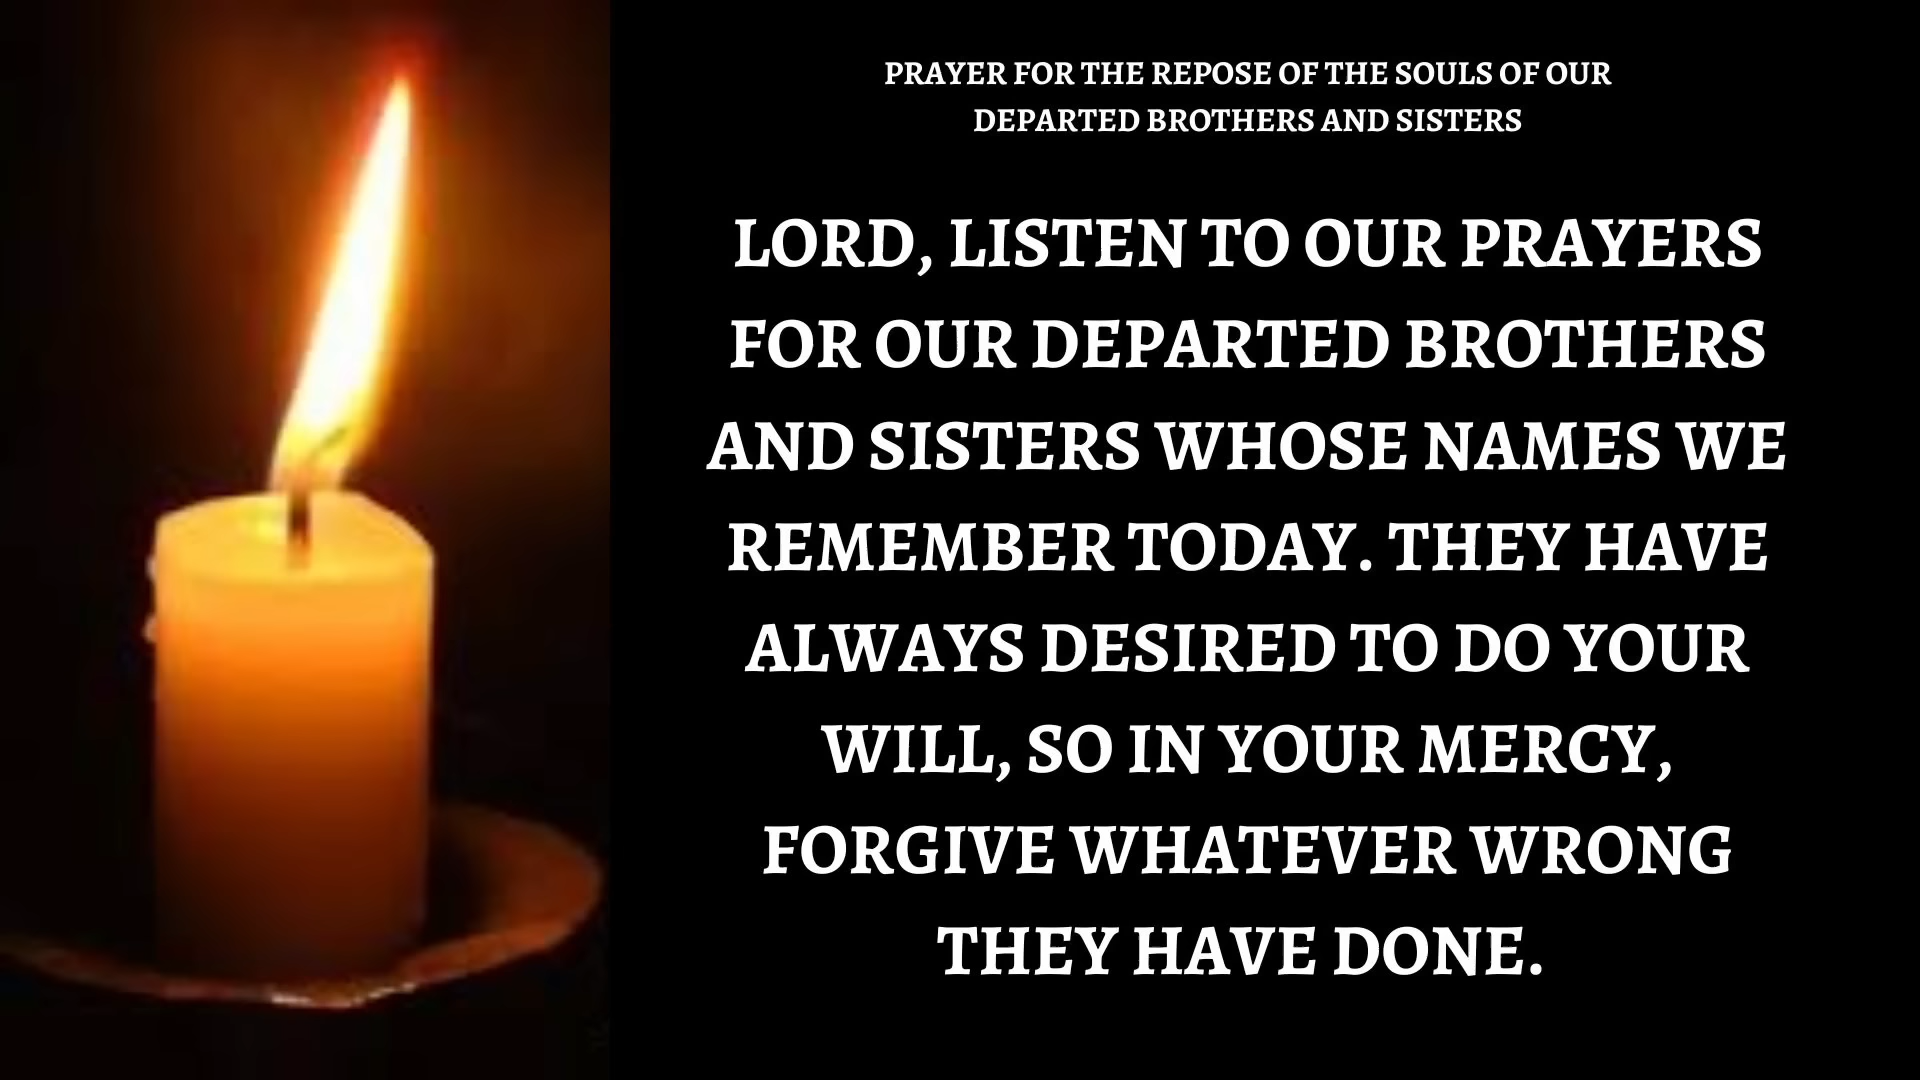 PRAYER FOR THE REPOSE OF THE SOULS OF OUR
DEPARTED BROTHERS AND SISTERS
LORD, LISTEN TO OUR PRAYERS
FOR OUR DEPARTED BROTHERS
AND SISTERS WHOSE NAMES WE
REMEMBER TODAY. THEY HAVE
ALWAYS DESIRED TO DO YOUR
WILL, SO IN YOUR MERCY,
FORGIVE WHATEVER WRONG
THEY HAVE DONE.